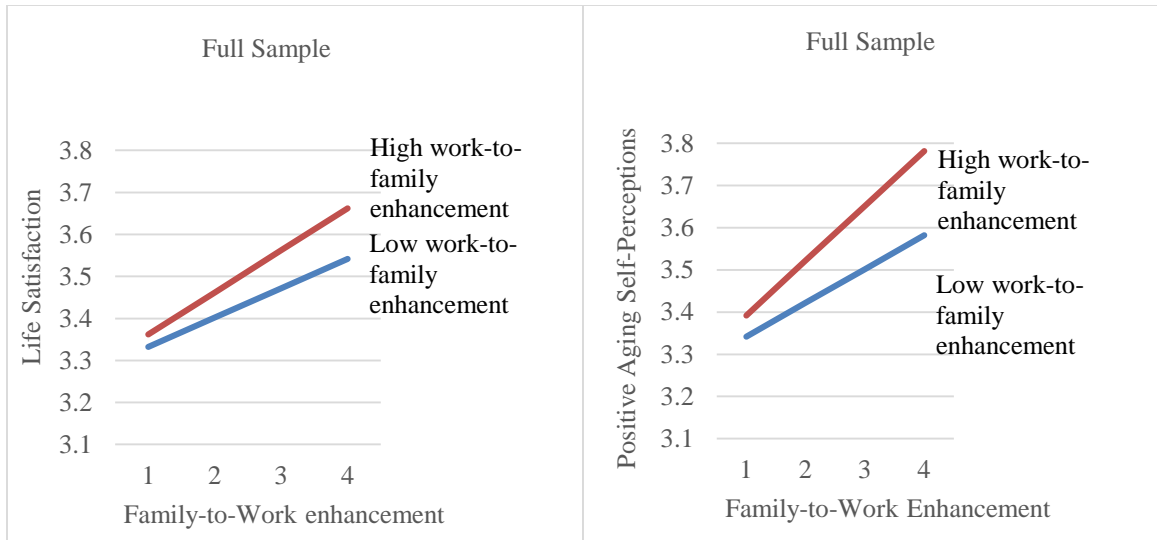 Full Sample
Life Satisfaction
3.8
3.7
3.6
3.5
3.4
3.3
3.2
3.1
High work-to-
family
enhancement
Low work-to-
family
enhancement
1 2 3 4
Family-to-Work enhancement
Full Sample
Positive Aging Self-Perceptions
3.8
3.7
3.6
3.5
3.4
3.3
3.2
3.1
High work-to-
family
enhancement
Low work-to-
family
enhancement
1 2 3 4
Family-to-Work Enhancement